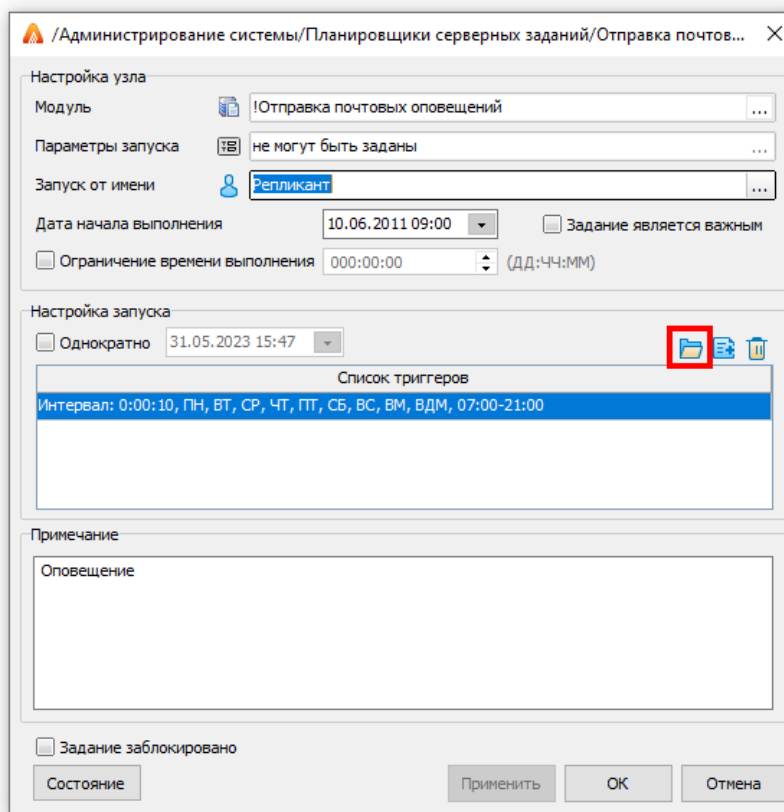 /Администрирование системы/Планировщики серверных заданий/Отправка почтов...
Настройка узла
Модуль !Отправка почтовых оповещений ...
Параметры запуска не могут быть заданы ...
Запуск от имени Репликант ...
Дата начала выполнения 10.06.2011 09:00 Задание является важным
Ограничение времени выполнения 000:00:00 (ДД:ЧЧ:ММ)
Настройка запуска
Однократно 31.05.2023 15:47
Список триггеров
Интервал: 0:00:10, ПН, ВТ, СР, ЧТ, ПТ, СБ, ВС, ВМ, ВДМ, 07:00-21:00
Примечание
Оповещение
Задание заблокировано
Состояние Применить ОК Отмена